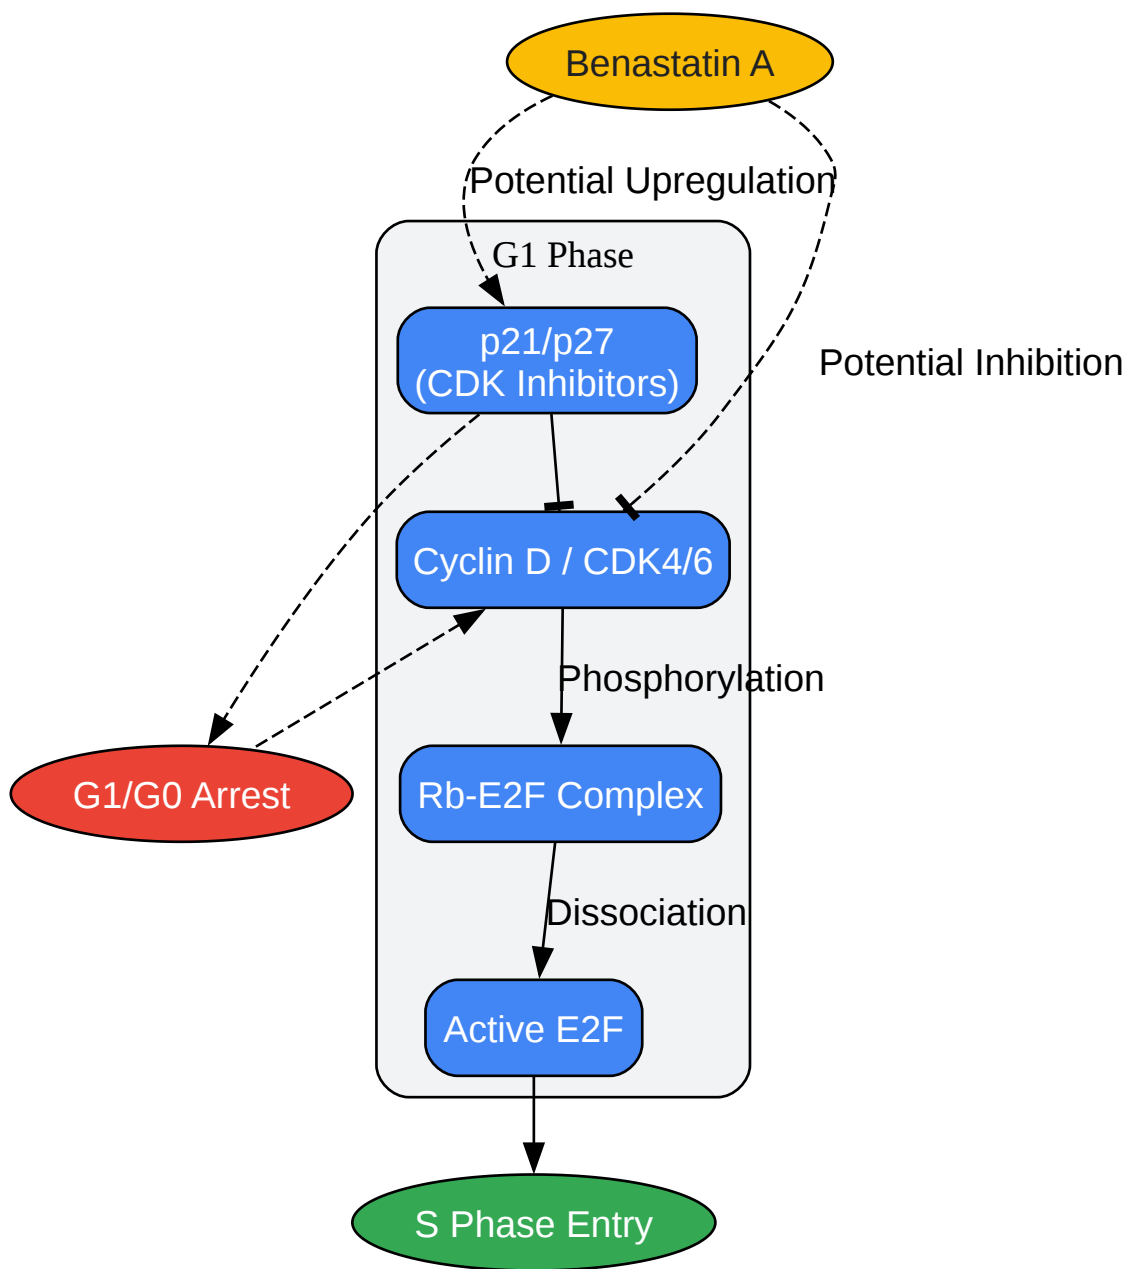 Benastatin A
Potential Upregulation
G1 Phase
p21/p27
(CDK Inhibitors)
Potential Inhibition
Cyclin D / CDK4/6
Phosphorylation
G1/G0 Arrest
Rb-E2F Complex
Dissociation
Active E2F
S Phase Entry